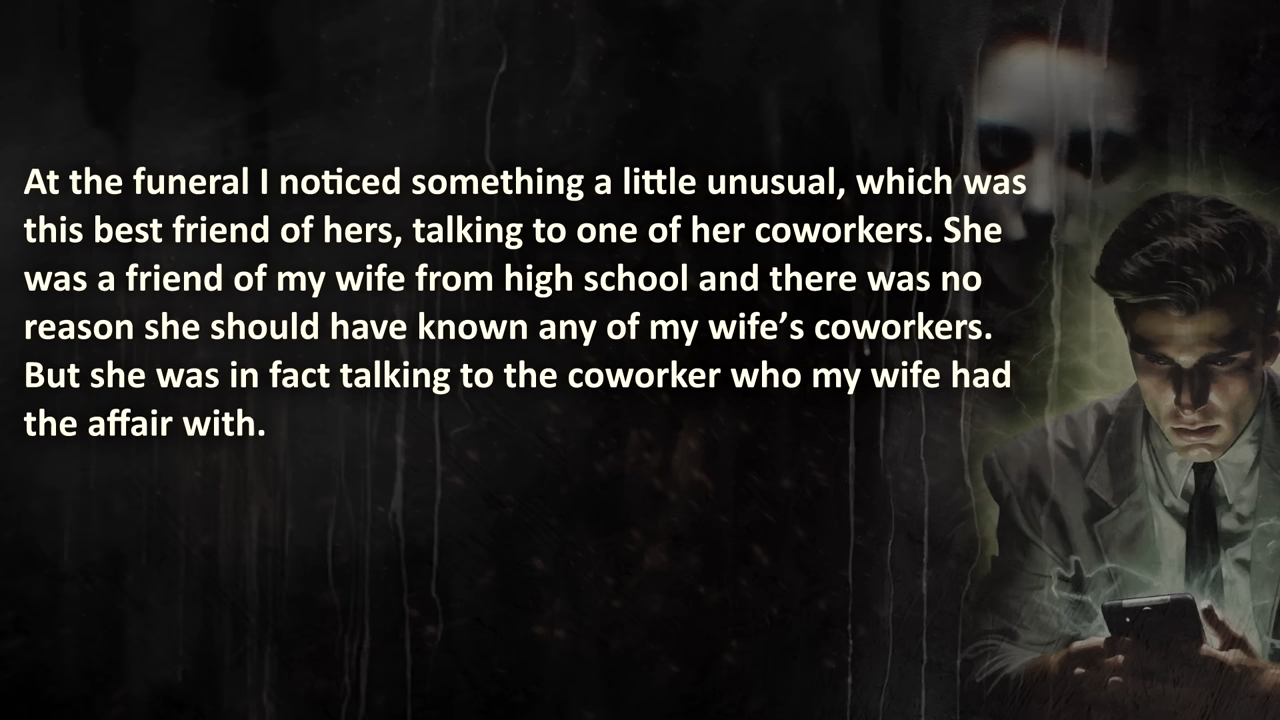 At the funeral I noticed something a little unusual, which was
this best friend of hers, talking to one of her coworkers. She
was a friend of my wife from high school and there was no
reason she should have known any of my wife’s coworkers.
But she was in fact talking to the coworker who my wife had
the affair with.